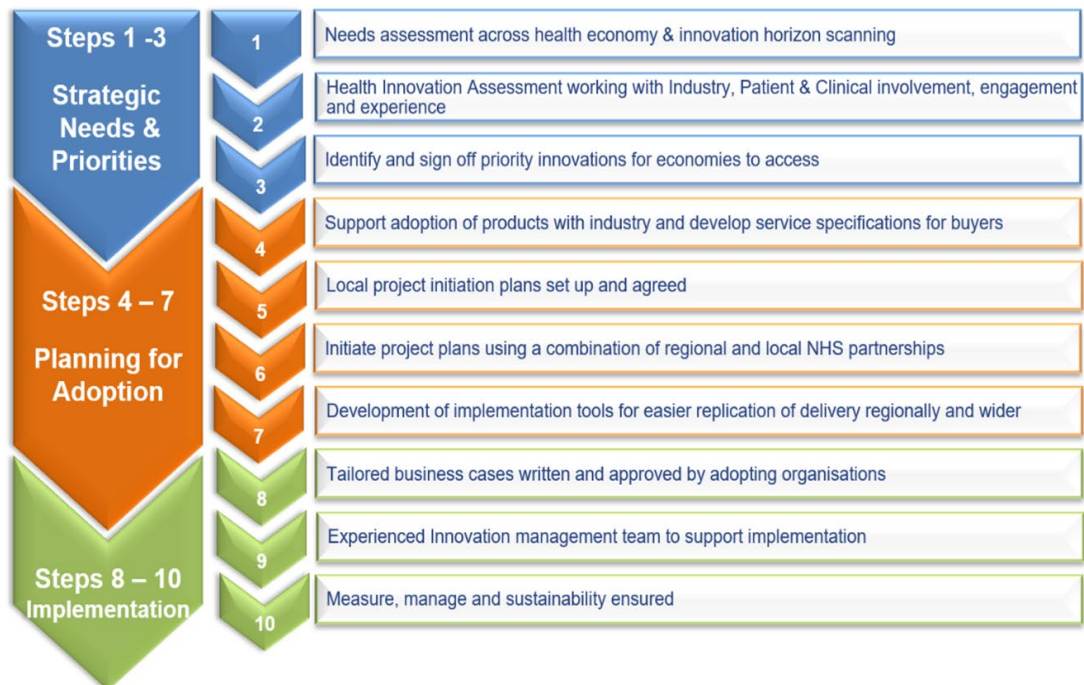 Steps 1 -3
Strategic
Needs &
Priorities
1
Needs assessment across health economy & innovation horizon scanning
2
Health Innovation Assessment working with Industry, Patient & Clinical involvement, engagement
and experience
3
Identify and sign off priority innovations for economies to access
Steps 4 – 7
Planning for
Adoption
4
Support adoption of products with industry and develop service specifications for buyers
5
Local project initiation plans set up and agreed
6
Initiate project plans using a combination of regional and local NHS partnerships
7
Development of implementation tools for easier replication of delivery regionally and wider
Steps 8 – 10
Implementation
8
Tailored business cases written and approved by adopting organisations
9
Experienced Innovation management team to support implementation
10
Measure, manage and sustainability ensured